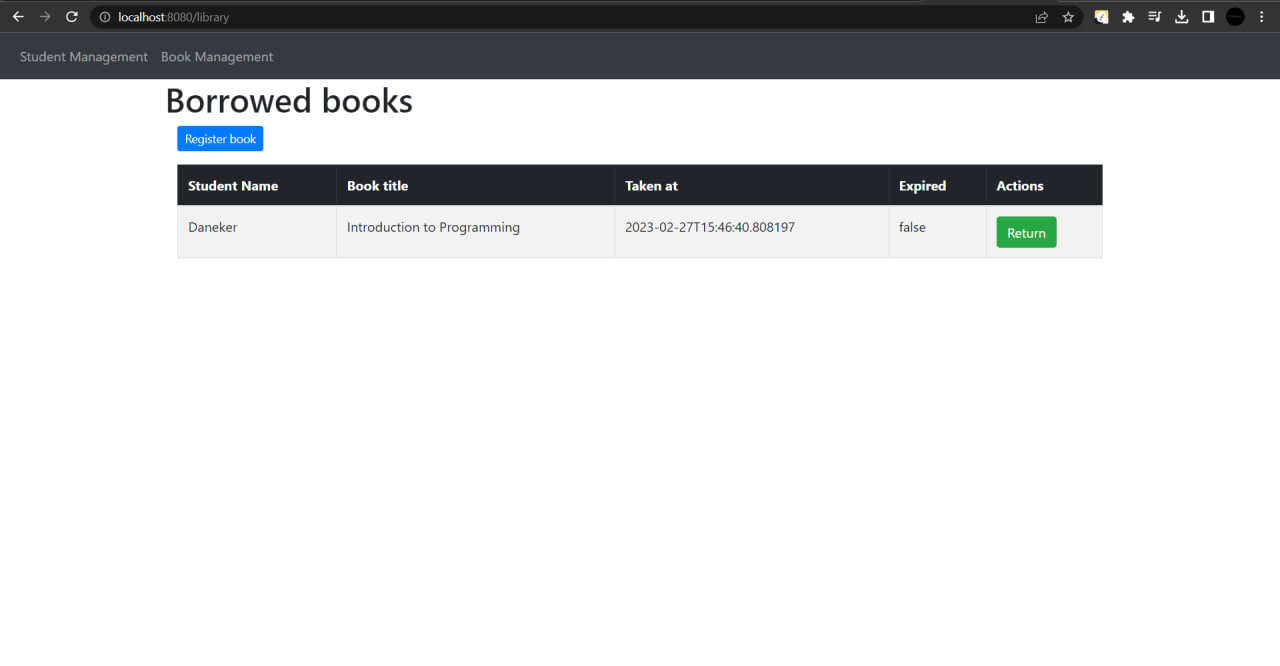 localhost:8080/library
Student Management Book Management
Borrowed books
Register book
Student Name Book title Taken at Expired Actions
Daneker Introduction to Programming 2023-02-27T15:46:40.808197 false Return